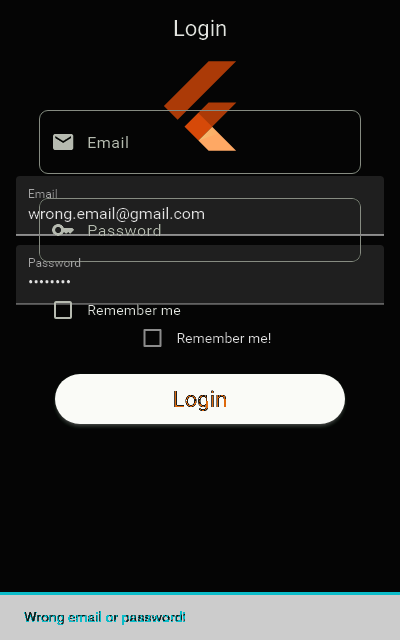 Login
Email
Email
wrong.email@gmail.com
Password
Password
••••••••
Remember me
Remember me!
Login
Wrong email or password!